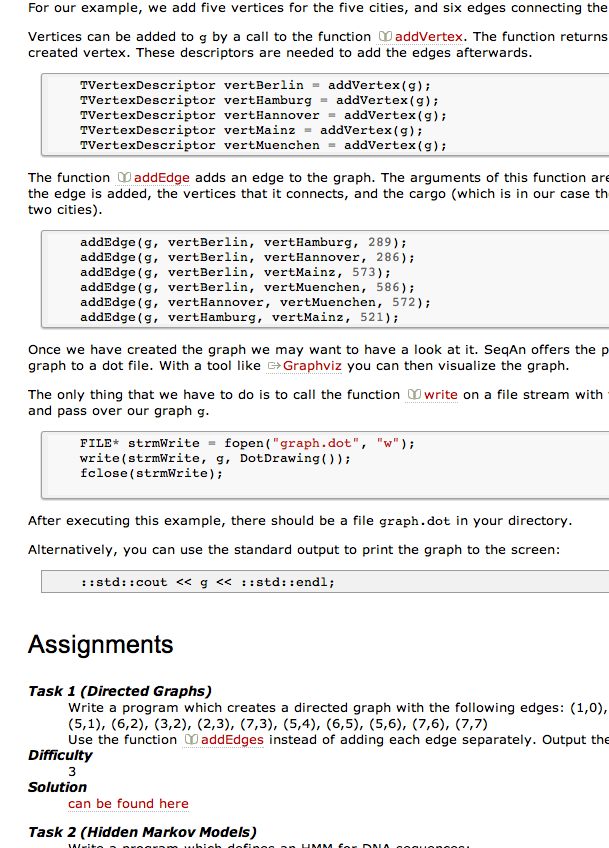 For our example, we add five vertices for the five cities, and six edges connecting the
Vertices can be added to g by a call to the function addVertex. The function returns
created vertex. These descriptors are needed to add the edges afterwards.
TVertexDescriptor vertBerlin = addVertex(g);
TVertexDescriptor vertHamburg = addVertex(g);
TVertexDescriptor vertHannover = addVertex(g);
TVertexDescriptor vertMainz = addVertex(g);
TVertexDescriptor vertMuenchen = addVertex(g);
The function addEdge adds an edge to the graph. The arguments of this function are
the edge is added, the vertices that it connects, and the cargo (which is in our case th
two cities).
addEdge(g, vertBerlin, vertHamburg, 289);
addEdge(g, vertBerlin, vertHannover, 286);
addEdge(g, vertBerlin, vertMainz, 573);
addEdge(g, vertBerlin, vertMuenchen, 586);
addEdge(g, vertHannover, vertMuenchen, 572);
addEdge(g, vertHamburg, vertMainz, 521);
Once we have created the graph we may want to have a look at it. SeqAn offers the p
graph to a dot file. With a tool like Graphviz you can then visualize the graph.
The only thing that we have to do is to call the function write on a file stream with
and pass over our graph g.
FILE* strmWrite = fopen("graph.dot", "w");
write(strmWrite, g, DotDrawing());
fclose(strmWrite);
After executing this example, there should be a file graph.dot in your directory.
Alternatively, you can use the standard output to print the graph to the screen:
::std::cout << g << ::std::endl;
Assignments
Task 1 (Directed Graphs)
Write a program which creates a directed graph with the following edges: (1,0),
(5,1), (6,2), (3,2), (2,3), (7,3), (5,4), (6,5), (5,6), (7,6), (7,7)
Use the function addEdges instead of adding each edge separately. Output the
Difficulty
3
Solution
can be found here
Task 2 (Hidden Markov Models)
Write a program which defines an HMM for DNA sequences: